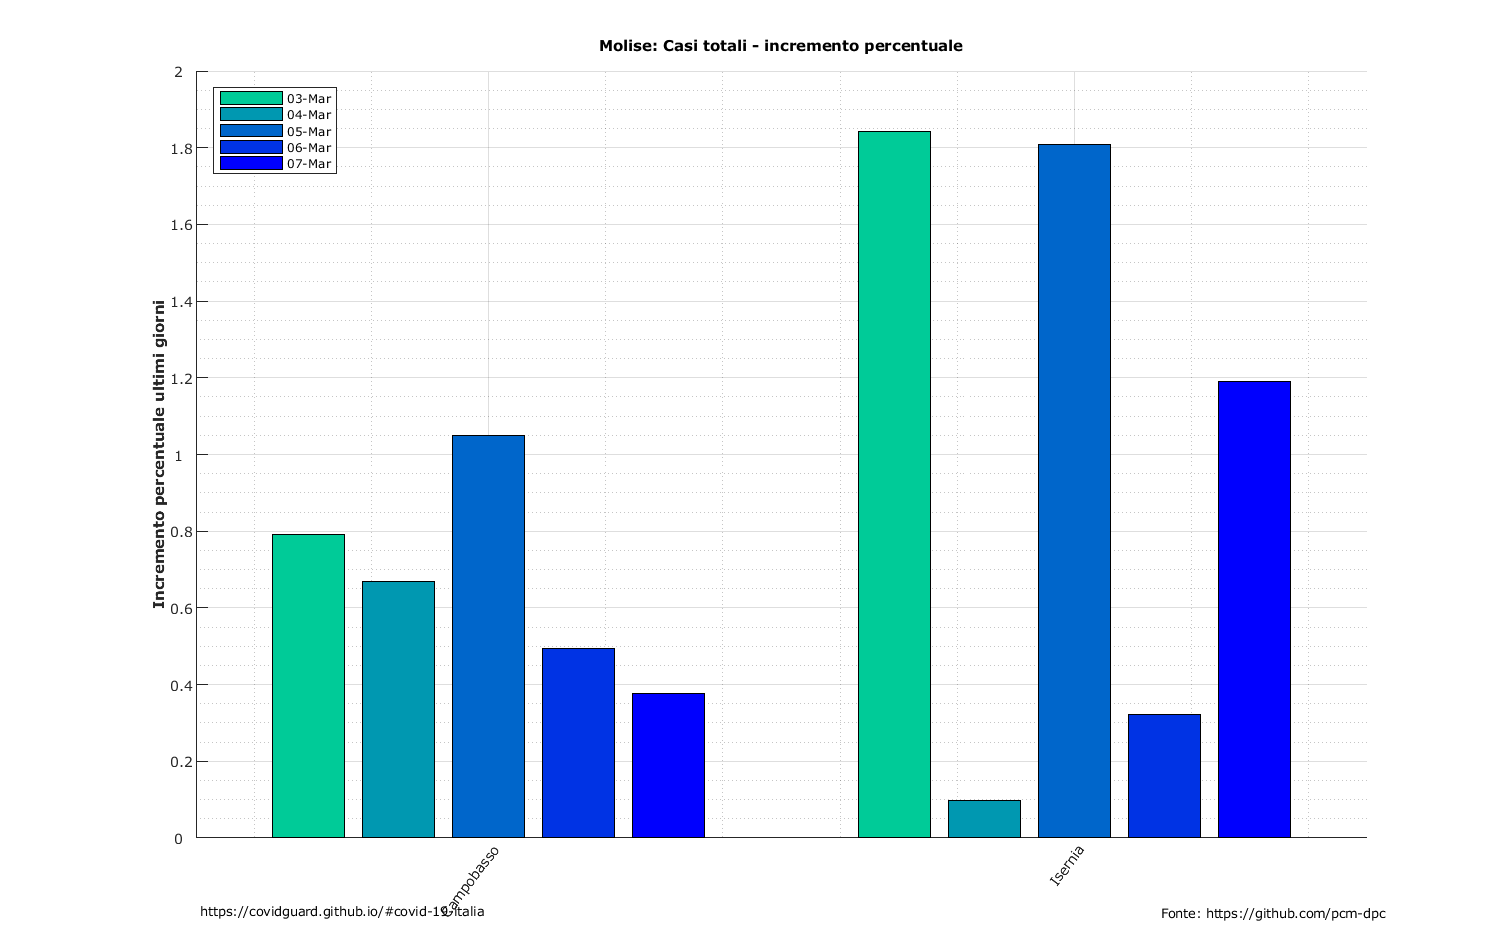 Molise: Casi totali - incremento percentuale
03-Mar
04-Mar
05-Mar
06-Mar
07-Mar
Incremento percentuale ultimi giorni
2
1.8
1.6
1.4
1.2
1
0.8
0.6
0.4
0.2
0
Campobasso
Isernia
https://covidguard.github.io/#covid-19-italia
Fonte: https://github.com/pcm-dpc